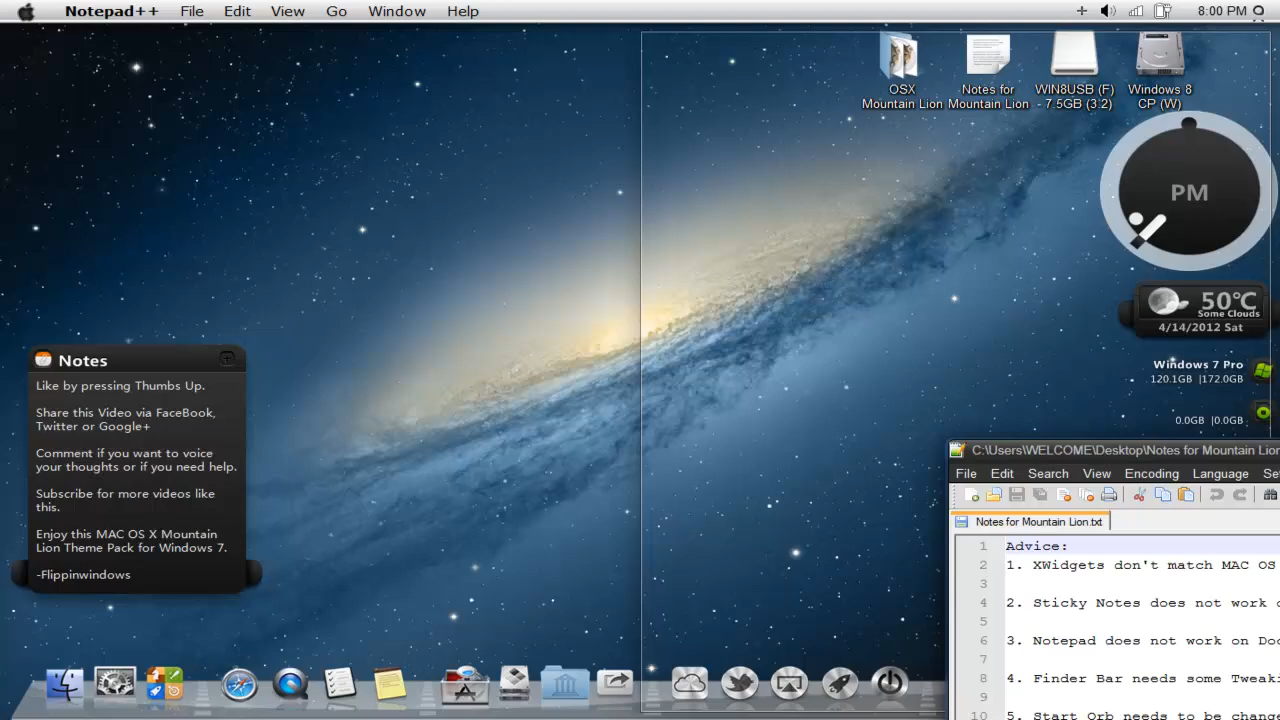 Notepad++ File Edit View Go Window Help
8:00 PM
OSX
Mountain Lion
Notes for
Mountain Lion
WIN8USB (F)
- 7.5GB (3:2)
Windows 8
CP (W)
PM
50℃
Some Clouds
4/14/2012 Sat
Windows 7 Pro
120.1GB |172.0GB
0.0GB |0.0GB
Notes
Like by pressing Thumbs Up.
Share this Video via FaceBook,
Twitter or Google+
Comment if you want to voice
your thoughts or if you need help.
Subscribe for more videos like
this.
Enjoy this MAC OS X Mountain
Lion Theme Pack for Windows 7.
-Flippinwindows
C:\Users\WELCOME\Desktop\Notes for Mountain Lion
File Edit Search View Encoding Language
Notes for Mountain Lion.txt
1 Advice:
2 1. XWidgets don't match MAC OS
3
4 2. Sticky Notes does not work
5
6 3. Notepad does not work on
7
8 4. Finder Bar needs some
9
10 5. Start Orb needs to be